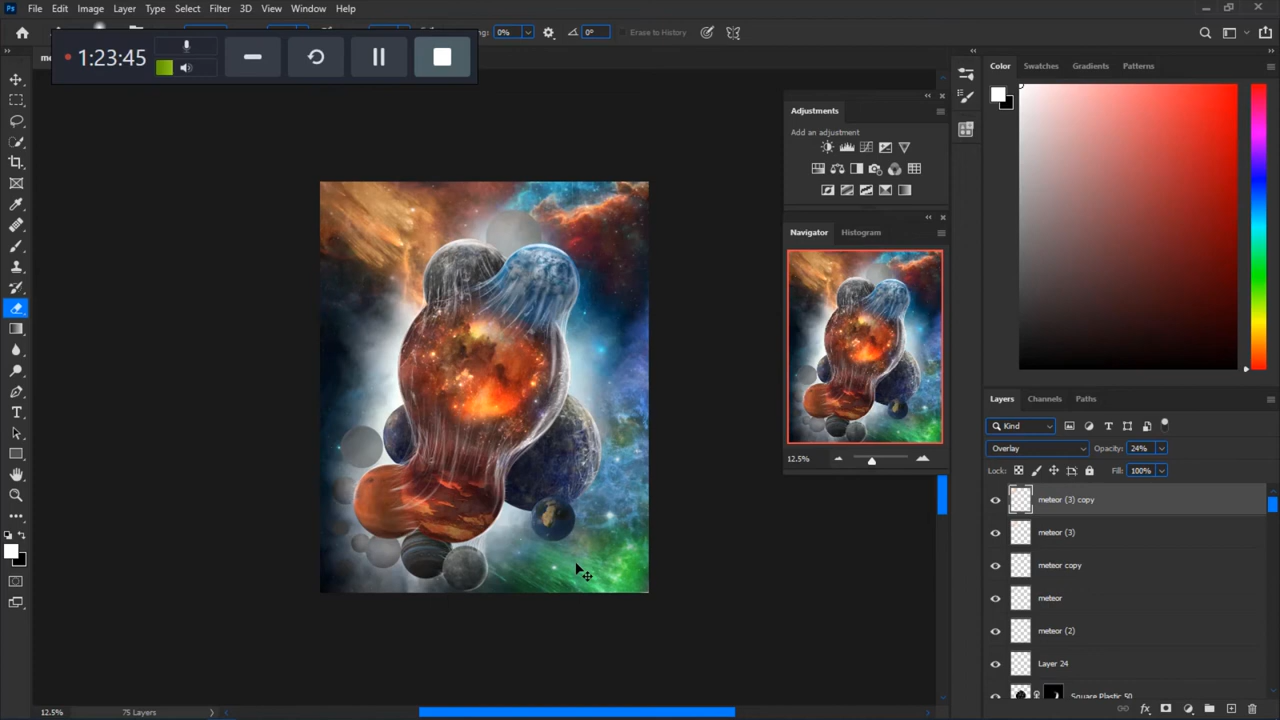 Ps File Edit Image Layer Type Select Filter 3D View Window Help
1:23:45
0% 0° Erase to History
Color Swatches Gradients Patterns
Adjustments
Add an adjustment
Navigator Histogram
12.5%
Layers Channels Paths
Kind
Overlay Opacity: 24%
Lock: Fill: 100%
meteor (3) copy
meteor (3)
meteor copy
meteor
meteor (2)
Layer 24
Square Plastic 50
12.5% 75 Layers